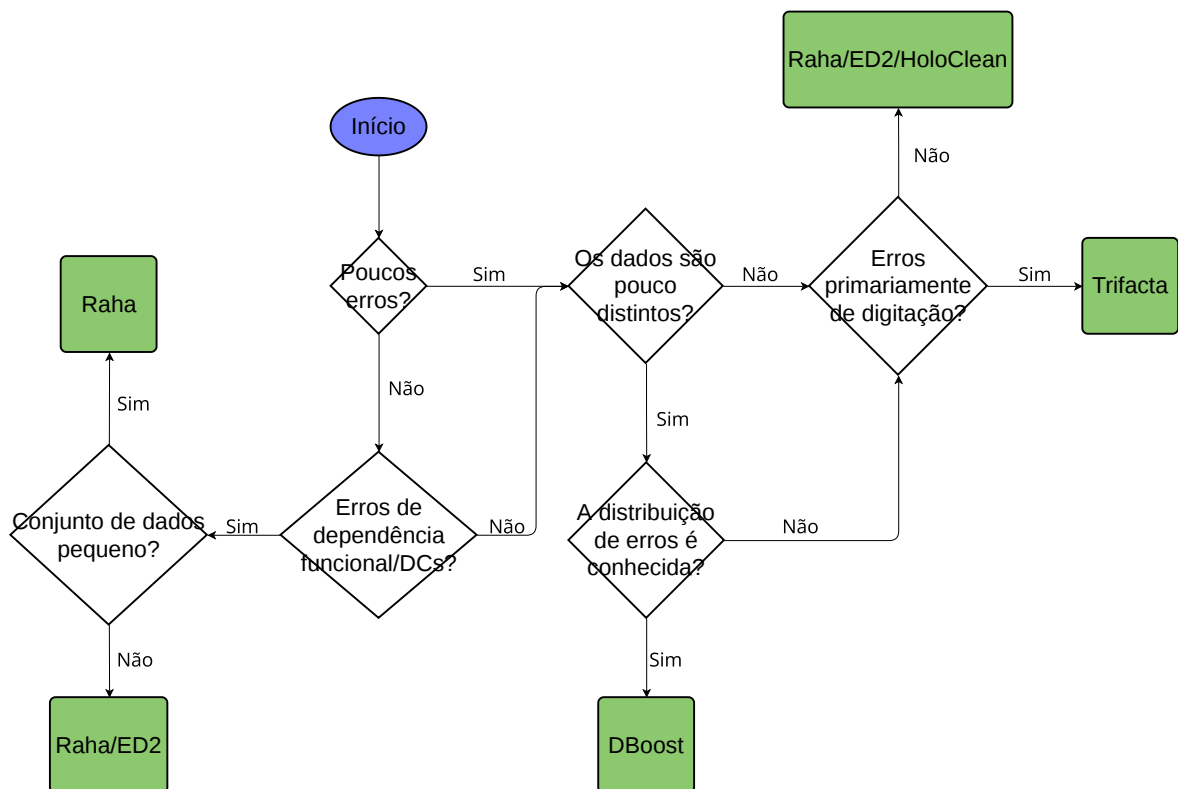 Raha/ED2/HoloClean
Início
Não
Poucos
erros?
Sim
Os dados são
pouco
distintos?
Não
Erros
primariamente
de digitação?
Sim
Trifacta
Raha
Não
Sim
Sim
Conjunto de dados
pequeno?
Sim
Erros de
dependência
funcional/DCs?
Não
A distribuição
de erros é
conhecida?
Não
Não
Sim
Raha/ED2
DBoost